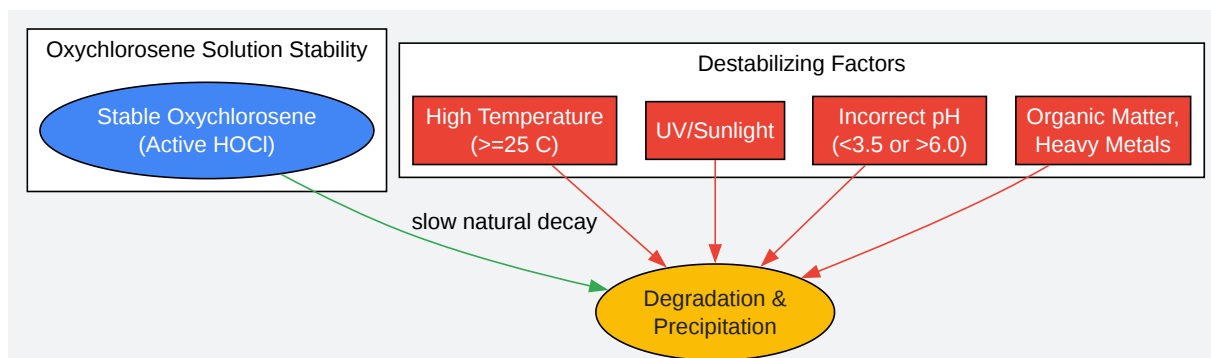 Oxychlorosene Solution Stability
Stable Oxychlorosene
(Active HOCl)
Destabilizing Factors
High Temperature
(>=25 C)
UV/Sunlight
Incorrect pH
(<3.5 or >6.0)
Organic Matter,
Heavy Metals
slow natural decay
Degradation &
Precipitation